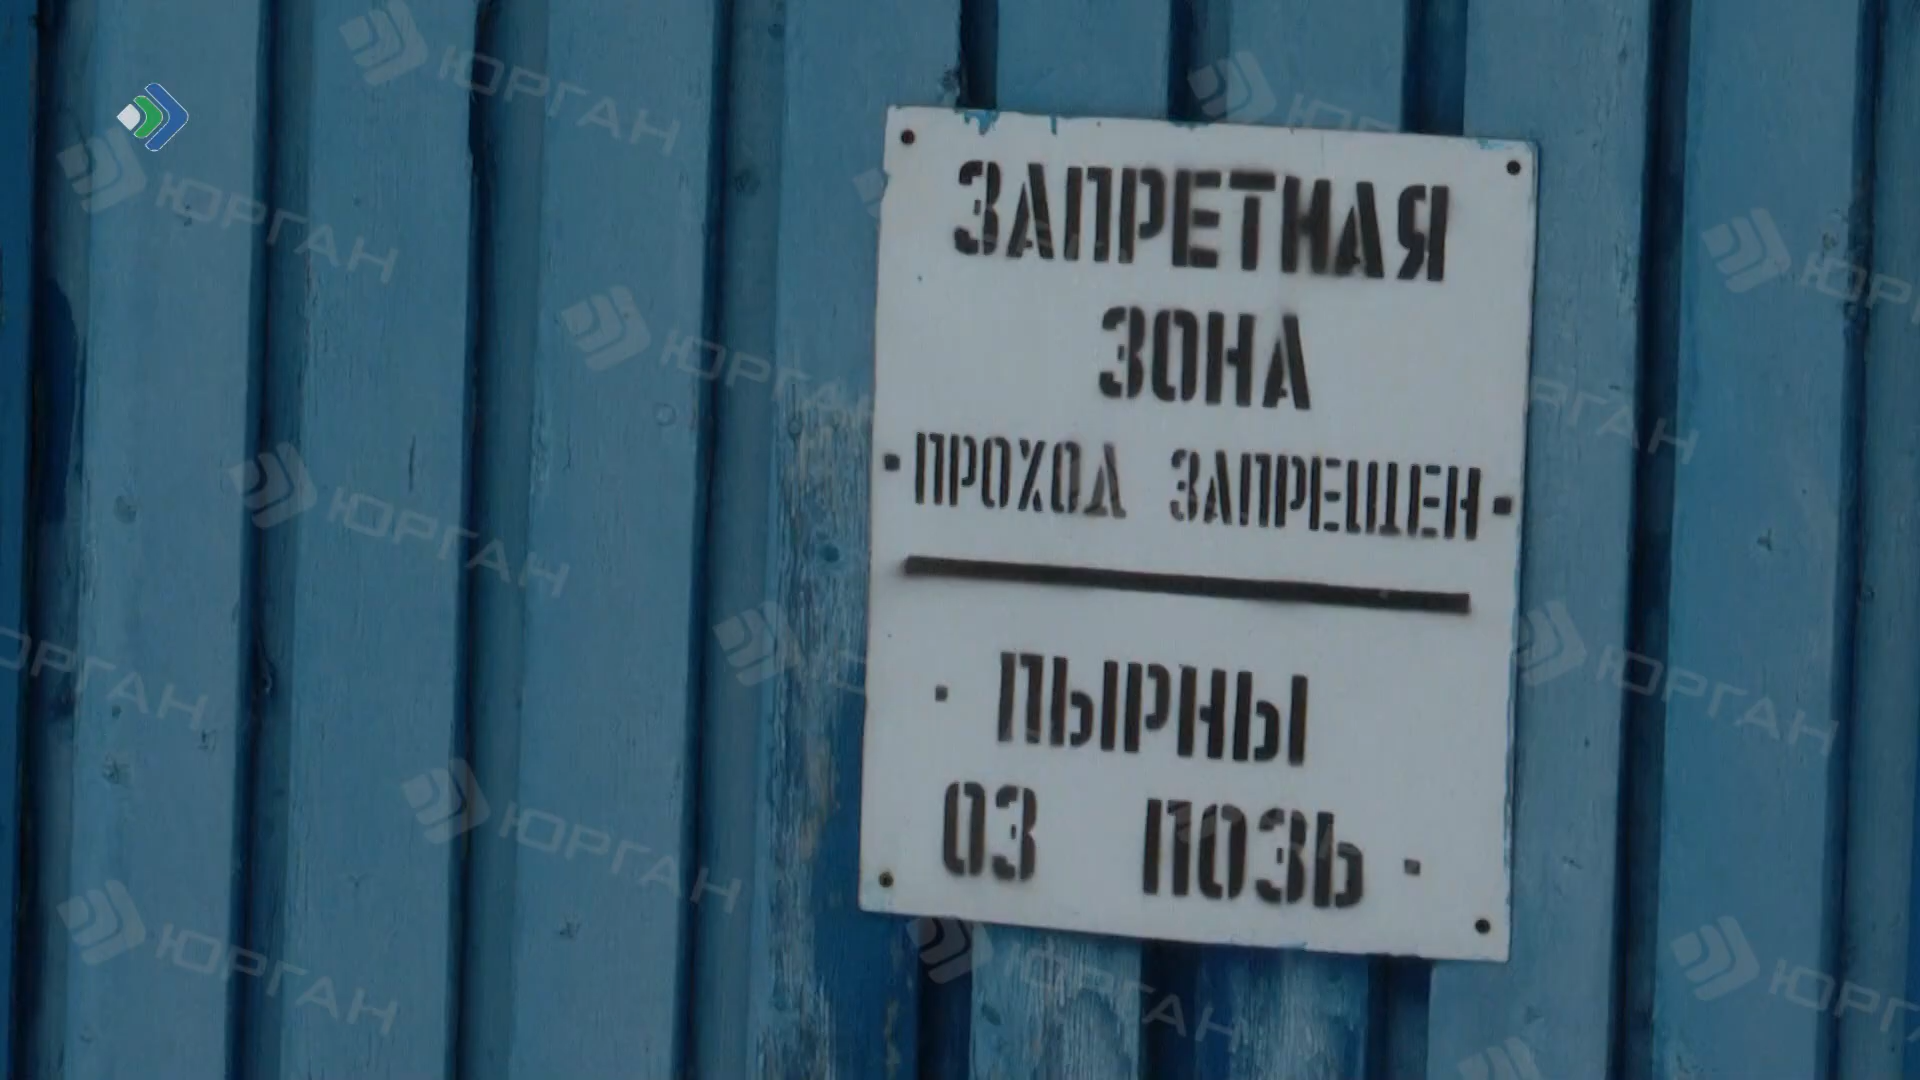 ЗАПРЕТНАЯ
ЗОНА
·ПРОХОД ЗАПРЕЩЕН·
· ПЫРНЫ
ОЗ ПОЗЬ ·
ЮРГАН